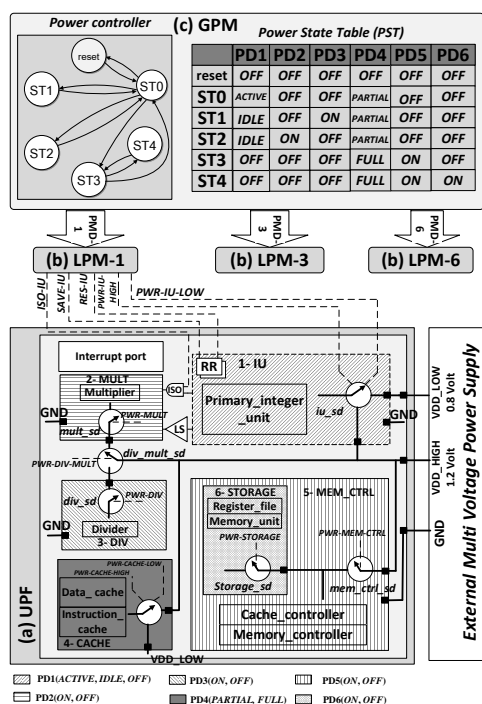 Power controller
(c) GPM
Power State Table (PST)
reset
ST0
ST1
ST2
ST3
ST4
PD1 PD2 PD3 PD4 PD5 PD6
reset OFF OFF OFF OFF OFF OFF
ST0 ACTIVE OFF OFF PARTIAL OFF OFF
ST1 IDLE OFF ON PARTIAL OFF OFF
ST2 IDLE ON OFF PARTIAL OFF OFF
ST3 OFF OFF OFF FULL ON OFF
ST4 OFF OFF OFF FULL ON ON
PMD-1
PMD-3
PMD-6
(b) LPM-1
(b) LPM-3
(b) LPM-6
ISO-IU
SAVE-IU
RES-IU
PWR-IU-HIGH
PWR-IU-LOW
(a) UPF
Interrupt port
RR
1- IU
Primary_integer
_unit
iu_sd
2- MULT
Multiplier
ISO
LS
GND
PWR-MULT
mult_sd
PWR-DIV-MULT
div_mult_sd
div_sd
PWR-DIV
GND
Divider
3- DIV
PWR-CACHE-LOW
PWR-CACHE-HIGH
Data_ cache
Instruction_
cache
4- CACHE
VDD_LOW
6- STORAGE
Register_file
Memory_unit
PWR-STORAGE
Storage_sd
5- MEM_CTRL
PWR-MEM-CTRL
mem_ctrl_sd
Cache_controller
Memory_controller
GND
VDD_LOW
0.8 Volt
VDD_HIGH
1.2 Volt
GND
External Multi Voltage Power Supply
PD1(ACTIVE, IDLE, OFF)
PD3(ON, OFF)
PD5(ON, OFF)
PD2(ON, OFF)
PD4(PARTIAL, FULL)
PD6(ON, OFF)